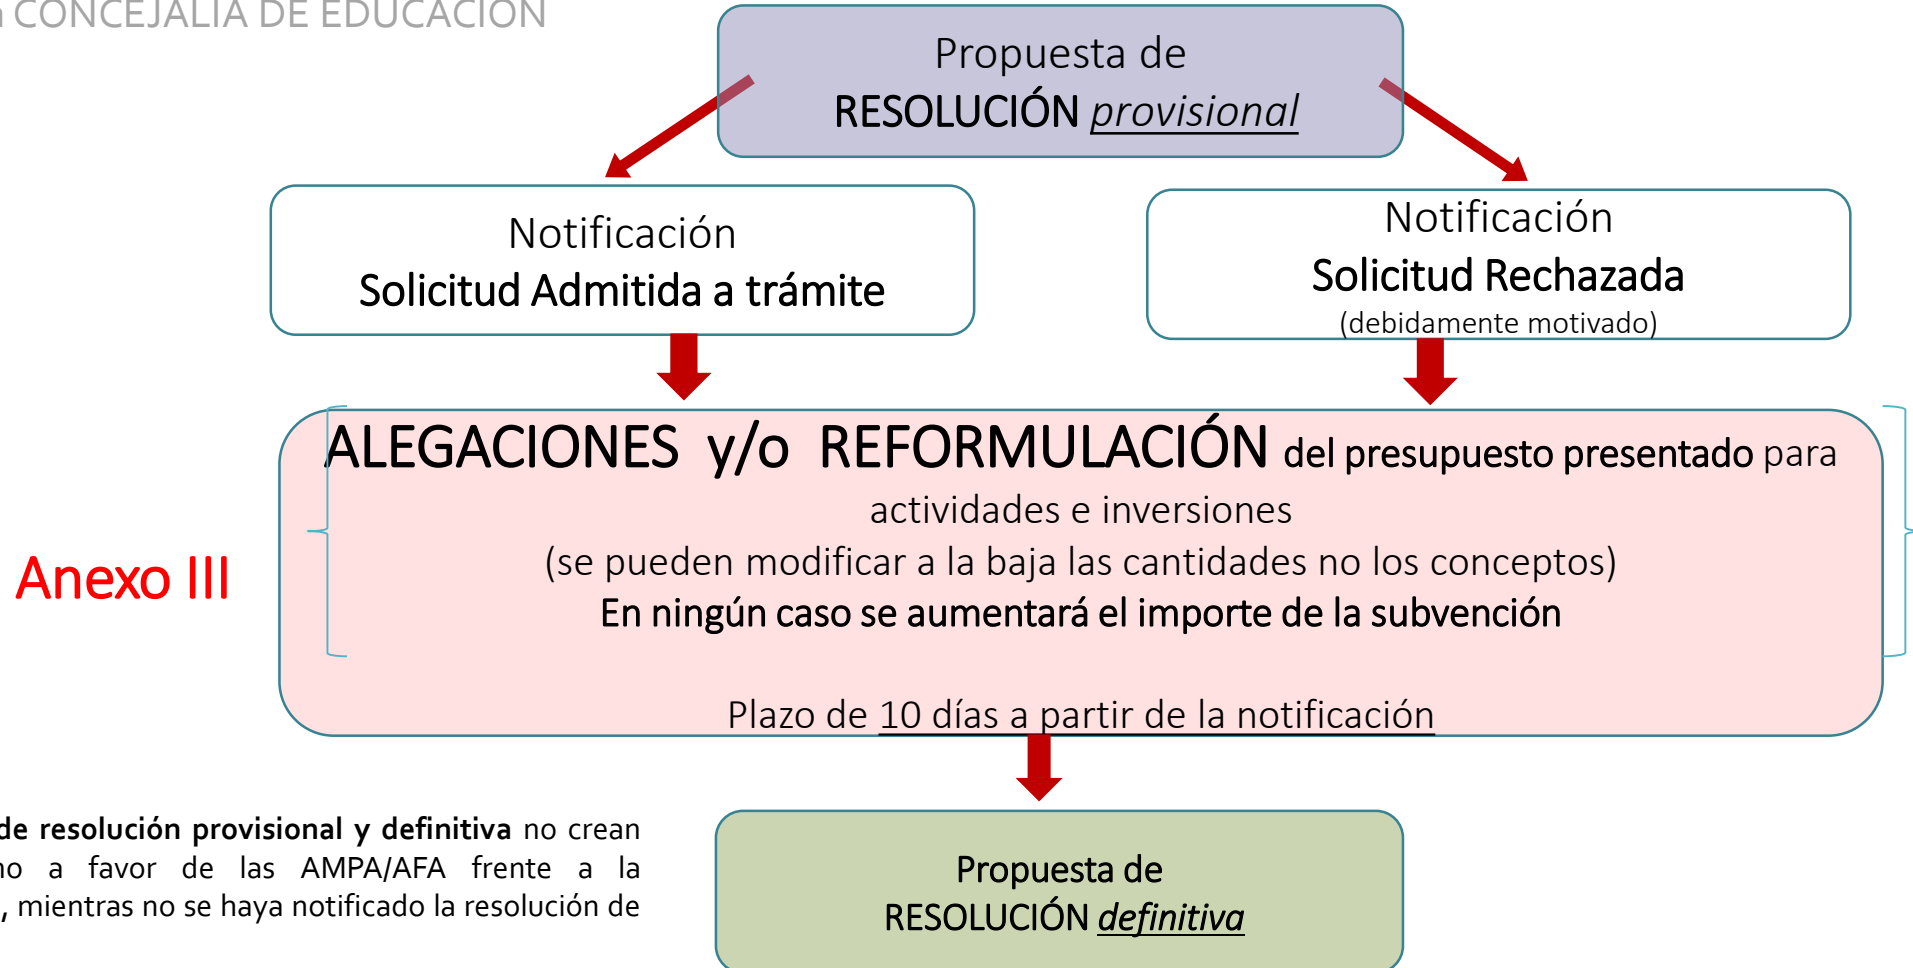 CONCEJALÍA DE EDUCACIÓN
Propuesta de
RESOLUCIÓN provisional
Notificación
Solicitud Admitida a trámite
Notificación
Solicitud Rechazada
(debidamente motivado)
ALEGACIONES y/o REFORMULACIÓN del presupuesto presentado para
actividades e inversiones
(se pueden modificar a la baja las cantidades no los conceptos)
En ningún caso se aumentará el importe de la subvención
Anexo III
Plazo de 10 días a partir de la notificación
de resolución provisional y definitiva no crean
a favor de las AMPA/AFA frente a la
, mientras no se haya notificado la resolución de
Propuesta de
RESOLUCIÓN definitiva